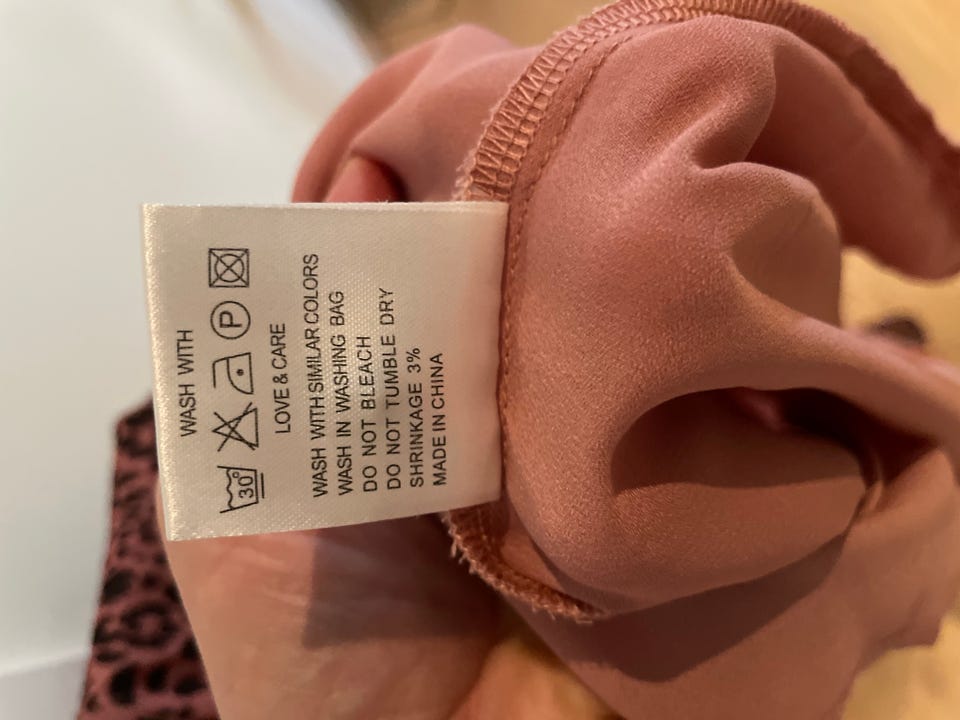 WASH WITH
30° P
LOVE & CARE
WASH WITH SIMILAR COLORS
WASH IN WASHING BAG
DO NOT BLEACH
DO NOT TUMBLE DRY
SHRINKAGE 3%
MADE IN CHINA